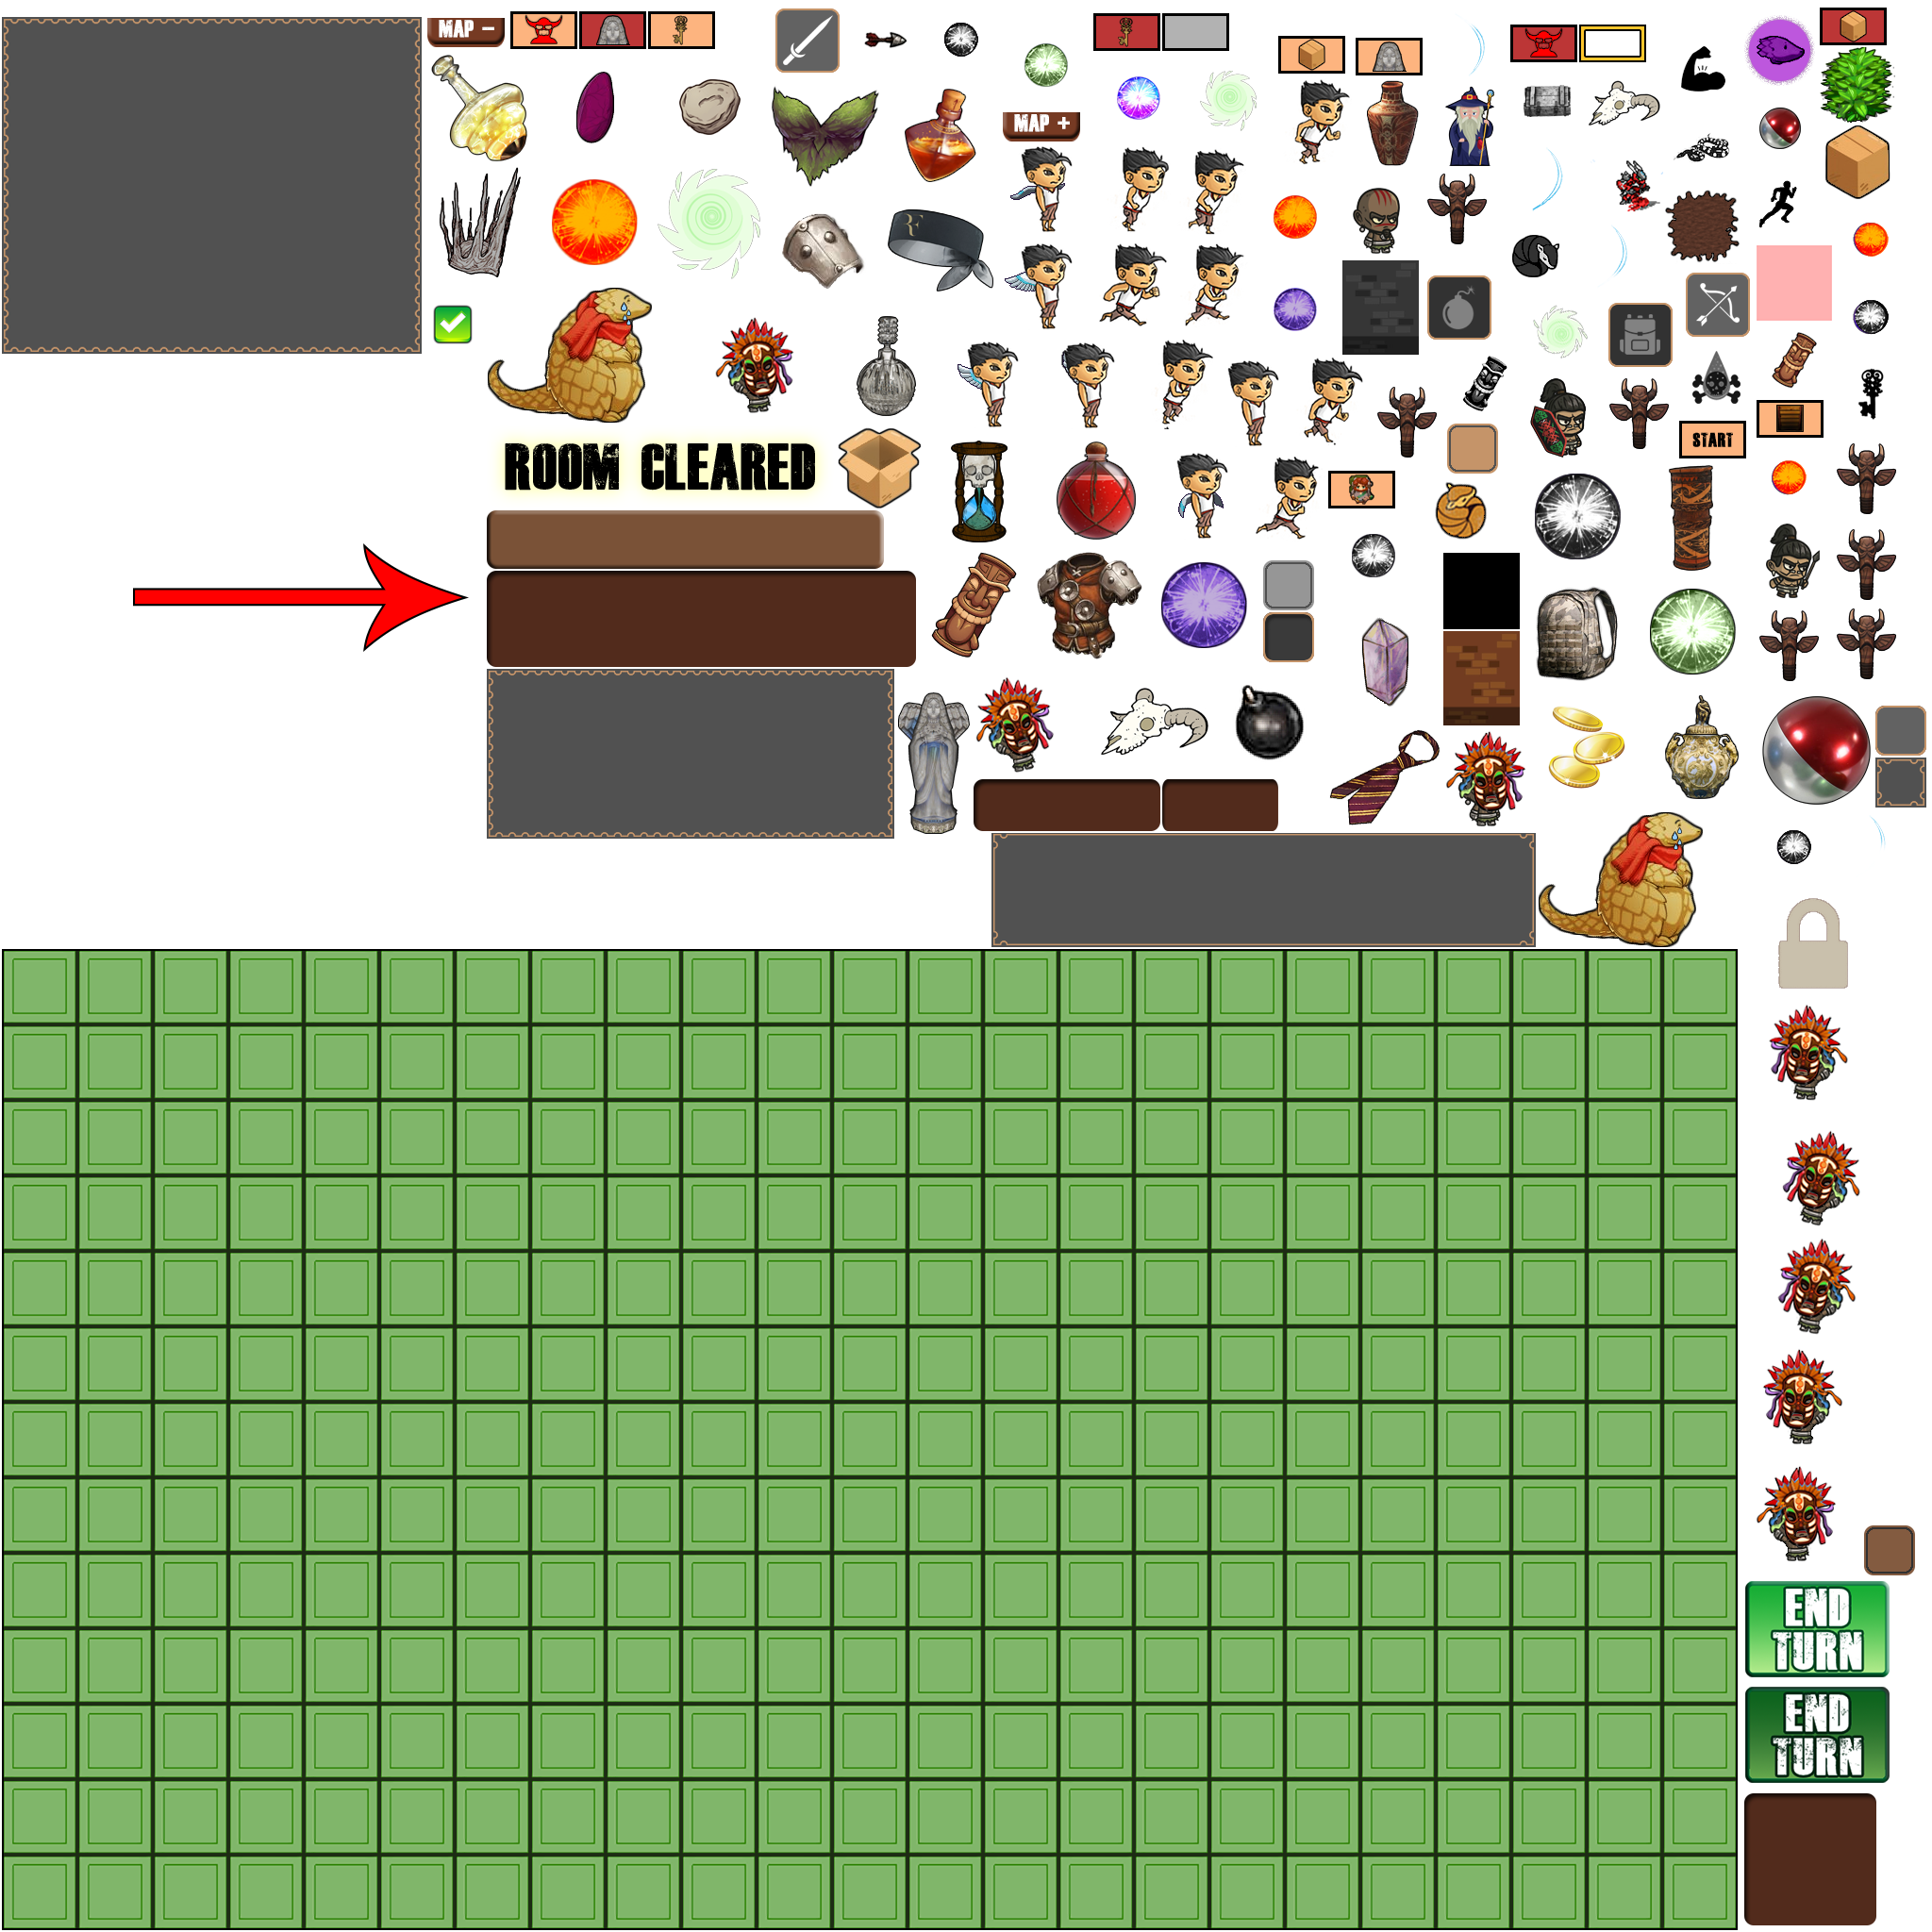 MAP -
MAP +
START
ROOM CLEARED
END
TURN
END
TURN